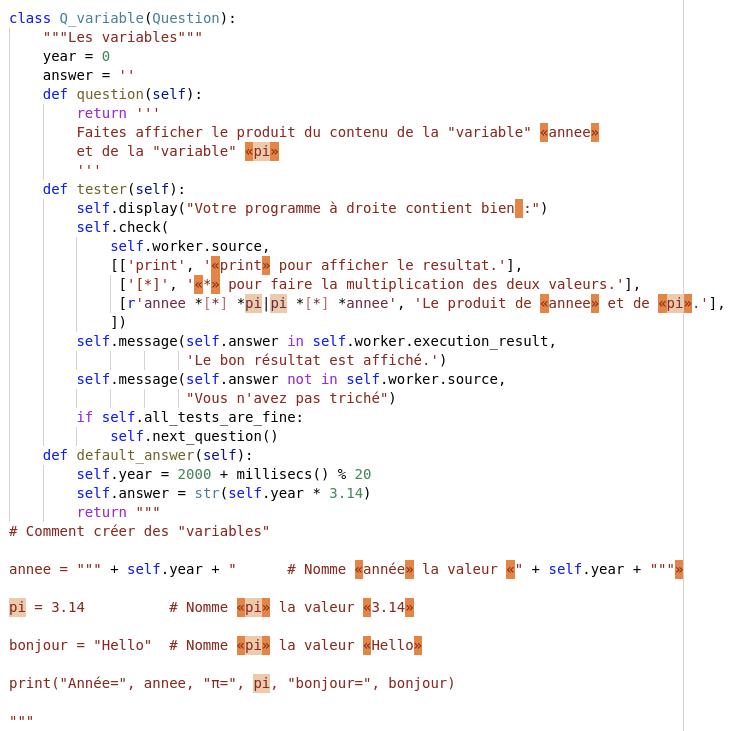 class Q_variable(Question):
    """Les variables"""
    year = 0
    answer = ''
    def question(self):
        return '''
        Faites afficher le produit du contenu de la "variable" «annee»
        et de la "variable" «pi»
        '''
    def tester(self):
        self.display("Votre programme à droite contient bien :")
        self.check(
            self.worker.source,
            [['print', '«print» pour afficher le resultat.'],
             ['[*]', '«*» pour faire la multiplication des deux valeurs.'],
             [r'annee *[*] *pi|pi *[*] *annee', 'Le produit de «annee» et de «pi».'],
            ])
        self.message(self.answer in self.worker.execution_result,
                     'Le bon résultat est affiché.')
        self.message(self.answer not in self.worker.source,
                     "Vous n'avez pas triché")
        if self.all_tests_are_fine:
            self.next_question()
    def default_answer(self):
        self.year = 2000 + millisecs() % 20
        self.answer = str(self.year * 3.14)
        return """
# Comment créer des "variables"

annee = """ + self.year + "      # Nomme «année» la valeur «" + self.year + """»

pi = 3.14          # Nomme «pi» la valeur «3.14»

bonjour = "Hello"  # Nomme «pi» la valeur «Hello»

print("Année=", annee, "π=", pi, "bonjour=", bonjour)

"""